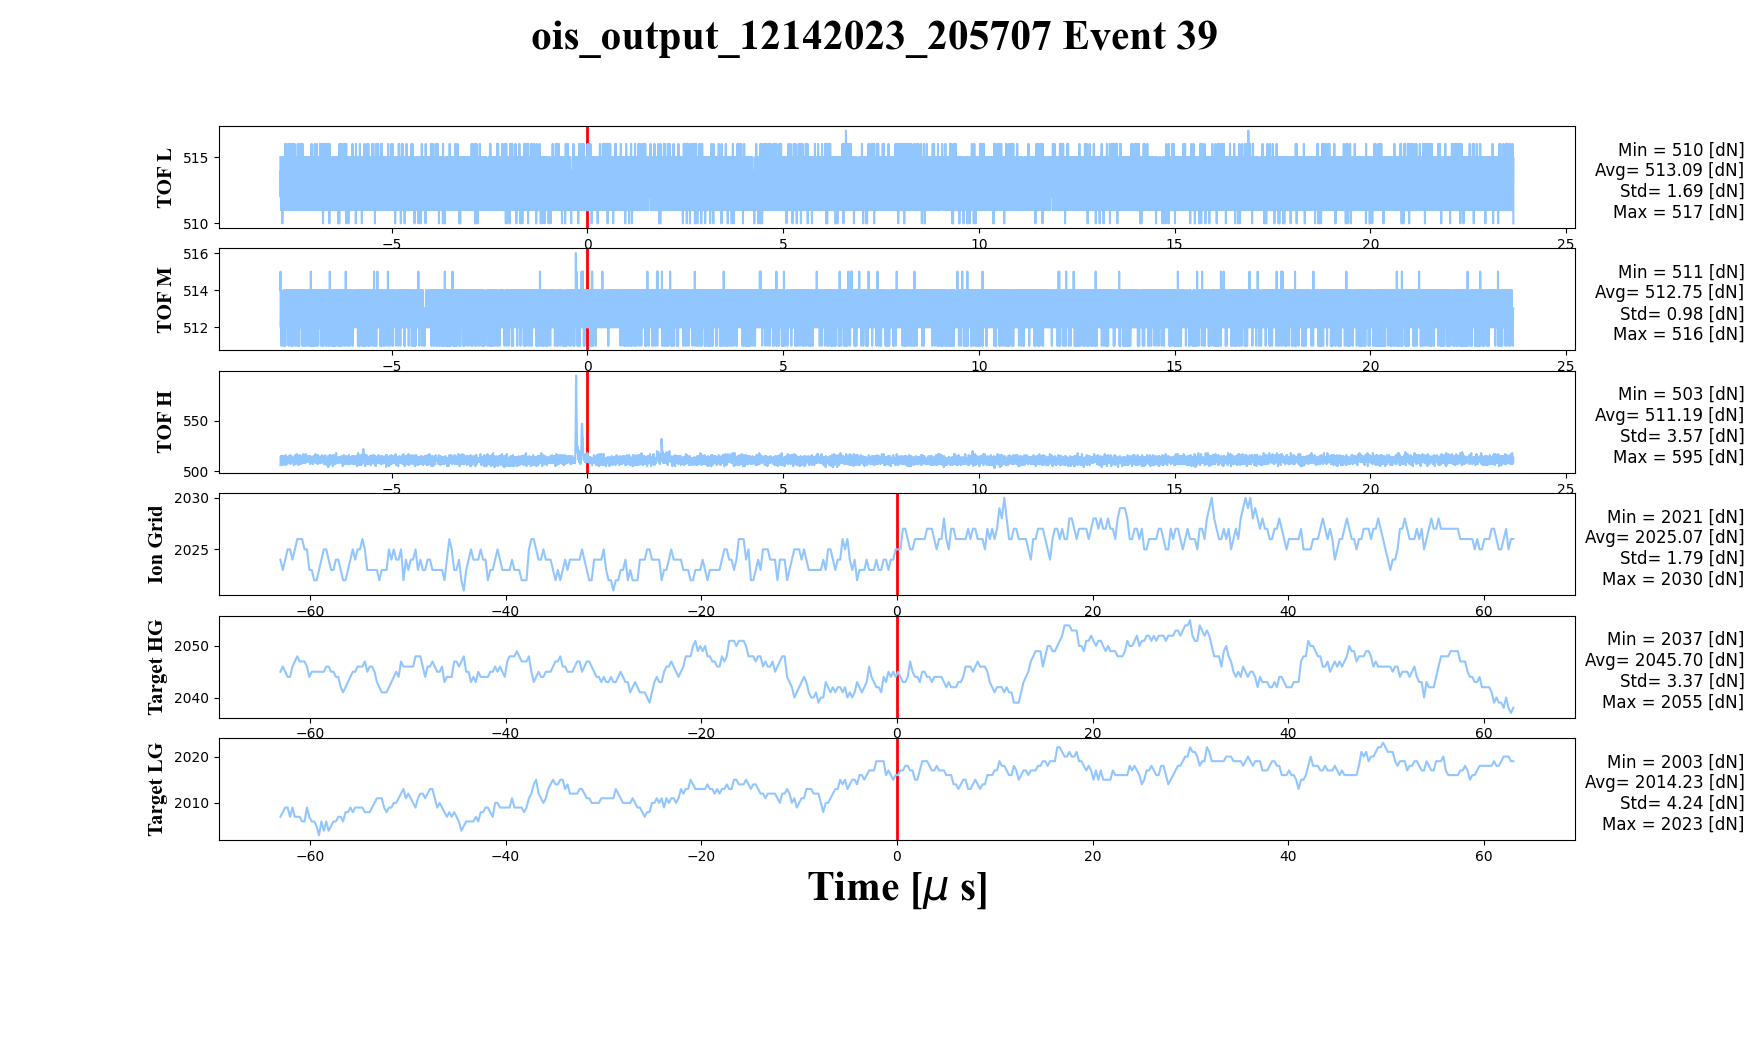 ois_output_12142023_205707 Event 39
TOF L
515
510
−5
0
5
10
15
20
25
Min = 510 [dN]
Avg= 513.09 [dN]
Std= 1.69 [dN]
Max = 517 [dN]
TOF M
516
514
512
−5
0
5
10
15
20
25
Min = 511 [dN]
Avg= 512.75 [dN]
Std= 0.98 [dN]
Max = 516 [dN]
TOF H
550
500
−5
0
5
10
15
20
25
Min = 503 [dN]
Avg= 511.19 [dN]
Std= 3.57 [dN]
Max = 595 [dN]
Ion Grid
2030
2025
−60
−40
−20
0
20
40
60
Min = 2021 [dN]
Avg= 2025.07 [dN]
Std= 1.79 [dN]
Max = 2030 [dN]
Target HG
2050
2040
−60
−40
−20
0
20
40
60
Min = 2037 [dN]
Avg= 2045.70 [dN]
Std= 3.37 [dN]
Max = 2055 [dN]
Target LG
2020
2010
−60
−40
−20
0
20
40
60
Min = 2003 [dN]
Avg= 2014.23 [dN]
Std= 4.24 [dN]
Max = 2023 [dN]
Time [μ s]